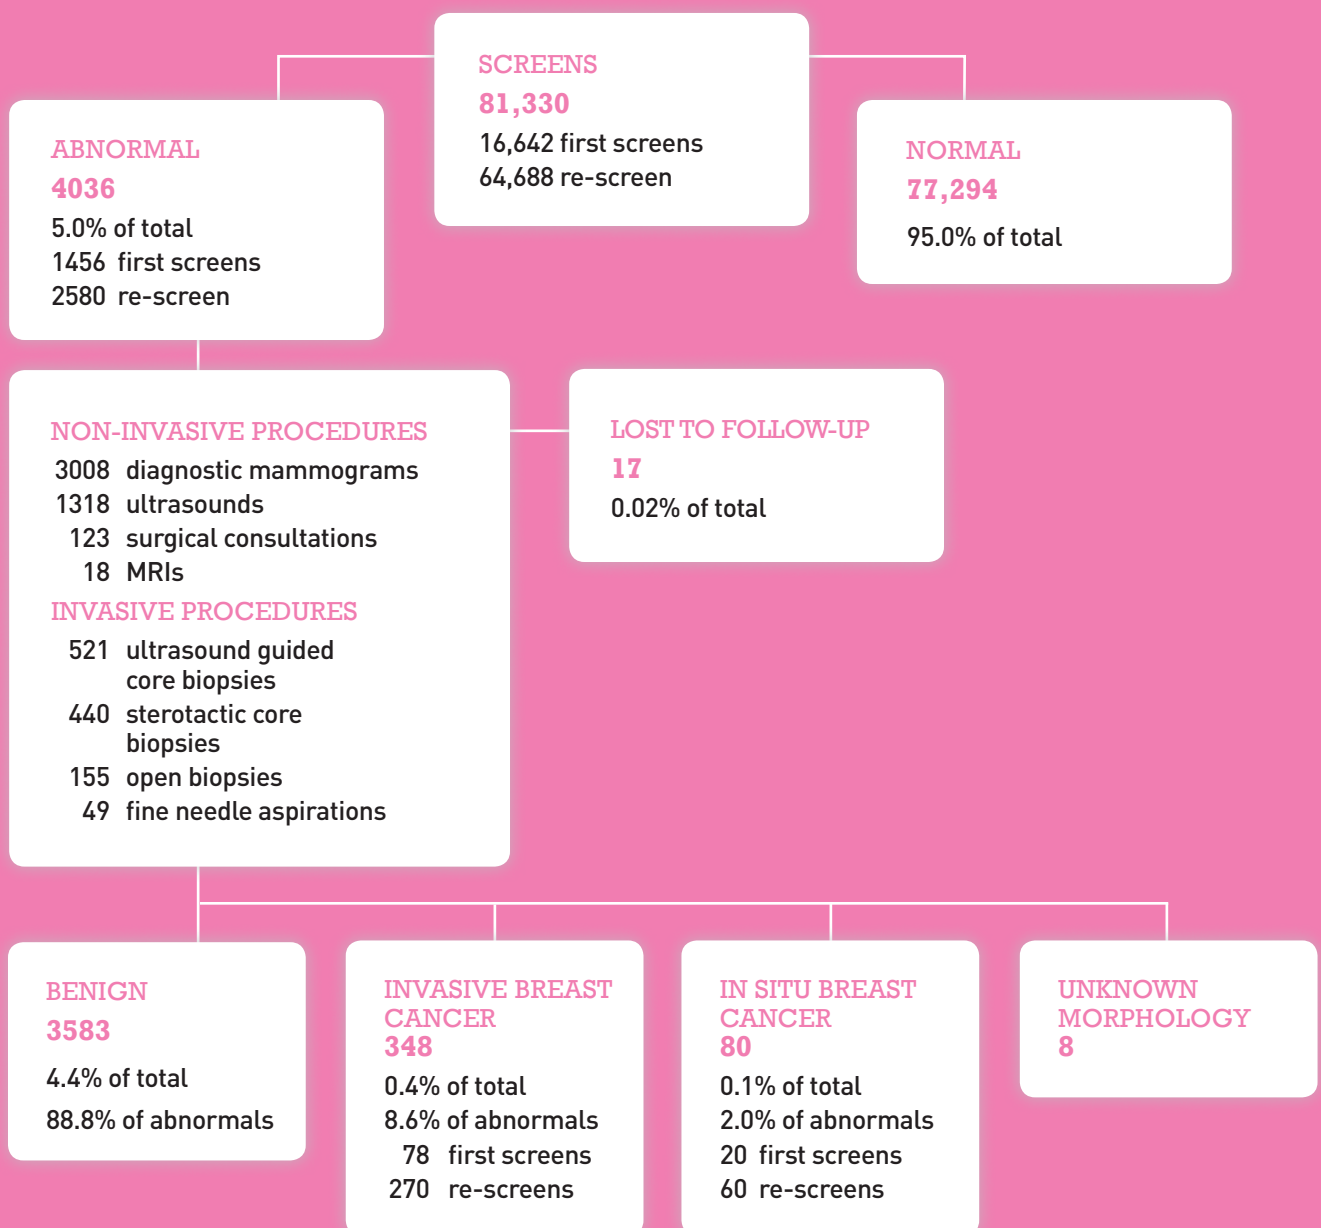 SCREENS
81,330
16,642 first screens
64,688 re-screen
ABNORMAL
4036
5.0% of total
1456 first screens
2580 re-screen
NORMAL
77,294
95.0% of total
NON-INVASIVE PROCEDURES
3008 diagnostic mammograms
1318 ultrasounds
123 surgical consultations
18 MRIs
INVASIVE PROCEDURES
521 ultrasound guided
core biopsies
440 sterotactic core
biopsies
155 open biopsies
49 fine needle aspirations
LOST TO FOLLOW-UP
17
0.02% of total
BENIGN
3583
4.4% of total
88.8% of abnormals
INVASIVE BREAST
CANCER
348
0.4% of total
8.6% of abnormals
78 first screens
270 re-screens
IN SITU BREAST
CANCER
80
0.1% of total
2.0% of abnormals
20 first screens
60 re-screens
UNKNOWN
MORPHOLOGY
8